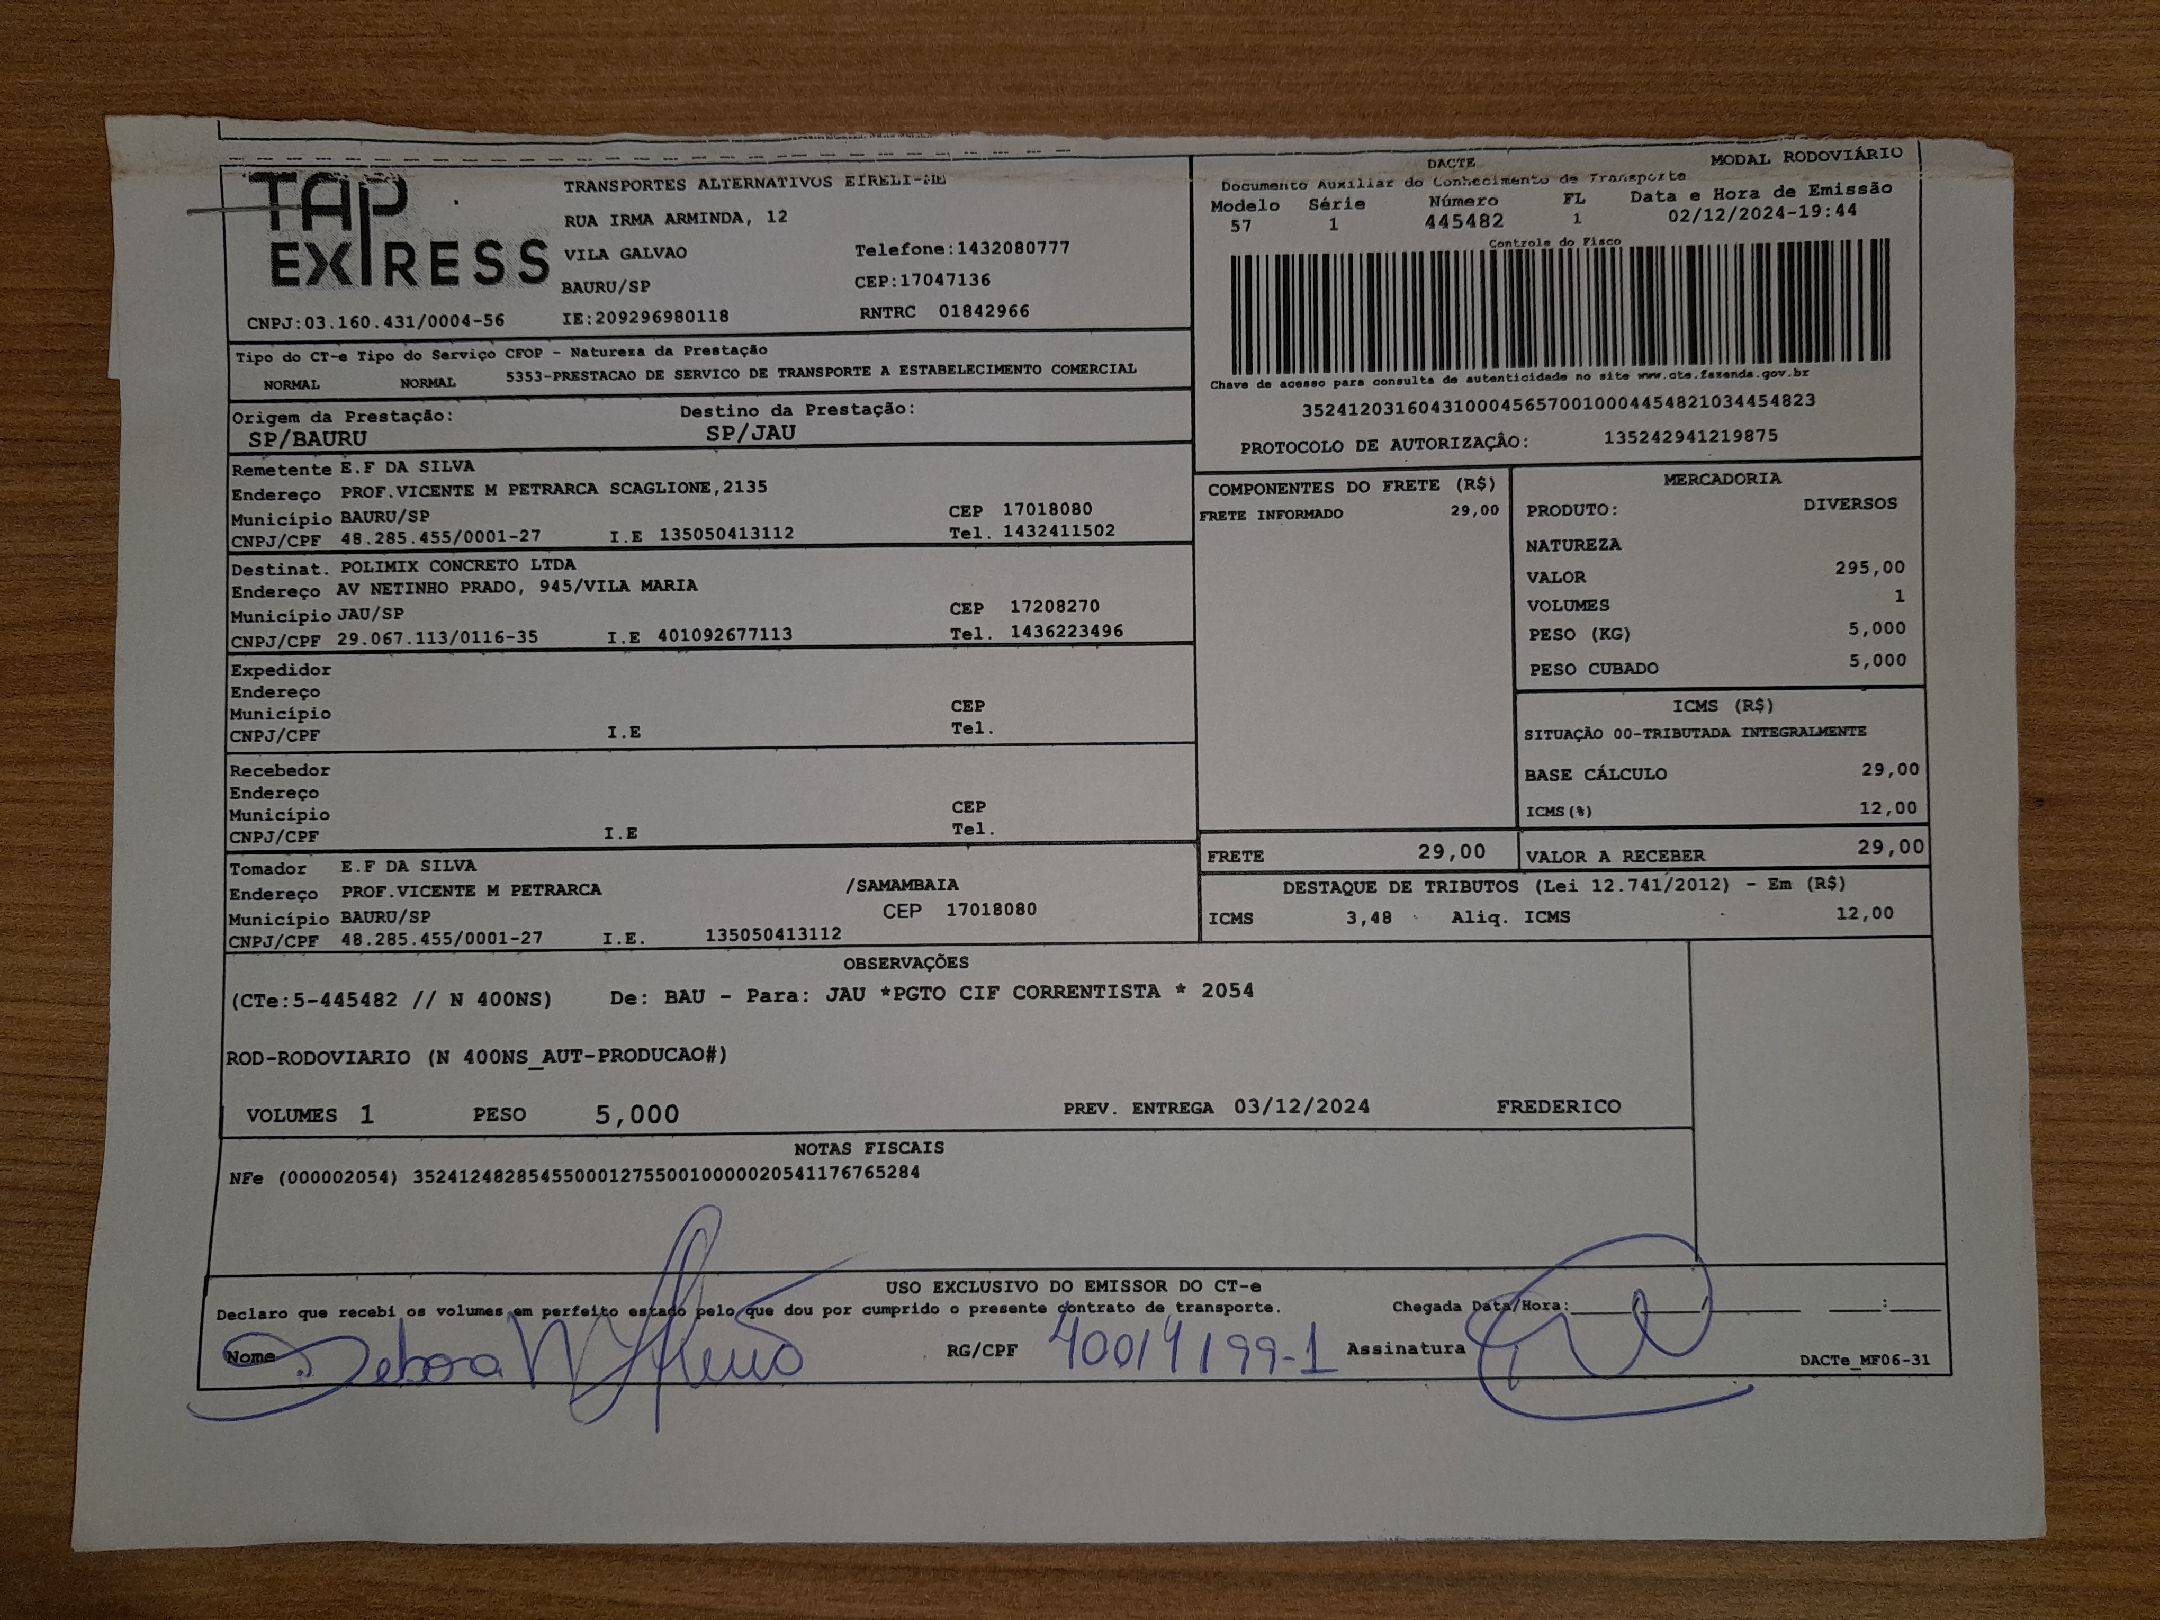 TAP EXPRESS
TRANSPORTES ALTERNATIVOS EIRELI-ME
RUA IRMA ARMINDA, 12
VILA GALVAO Telefone:1432080777
BAURU/SP CEP:17047136
CNPJ:03.160.431/0004-56 IE:209296980118 RNTRC 01842966
DACTE MODAL RODOVIÁRIO
Documento Auxiliar do Conhecimento de Transporte
Modelo Série Número FL Data e Hora de Emissão
57 1 445482 1 02/12/2024-19:44
Controle do Fisco
Chave de acesso para consulta de autenticidade no site www.cte.fazenda.gov.br
35241203160431000456570010004454821034454823
PROTOCOLO DE AUTORIZAÇÃO: 135242941219875
Tipo do CT-e Tipo do Serviço CFOP - Natureza da Prestação
NORMAL NORMAL 5353-PRESTACAO DE SERVICO DE TRANSPORTE A ESTABELECIMENTO COMERCIAL
Origem da Prestação: Destino da Prestação:
SP/BAURU SP/JAU
Remetente E.F DA SILVA
Endereço PROF.VICENTE M PETRARCA SCAGLIONE,2135
Município BAURU/SP CEP 17018080
CNPJ/CPF 48.285.455/0001-27 I.E 135050413112 Tel. 1432411502
Destinat. POLIMIX CONCRETO LTDA
Endereço AV NETINHO PRADO, 945/VILA MARIA
Município JAU/SP CEP 17208270
CNPJ/CPF 29.067.113/0116-35 I.E 401092677113 Tel. 1436223496
Expedidor
Endereço
Município CEP
CNPJ/CPF I.E Tel.
Recebedor
Endereço
Município CEP
CNPJ/CPF I.E Tel.
Tomador E.F DA SILVA
Endereço PROF.VICENTE M PETRARCA /SAMAMBAIA
Município BAURU/SP CEP 17018080
CNPJ/CPF 48.285.455/0001-27 I.E. 135050413112
COMPONENTES DO FRETE (R$)
FRETE INFORMADO 29,00
MERCADORIA
PRODUTO: DIVERSOS
NATUREZA
VALOR 295,00
VOLUMES 1
PESO (KG) 5,000
PESO CUBADO 5,000
ICMS (R$)
SITUAÇÃO 00-TRIBUTADA INTEGRALMENTE
BASE CÁLCULO 29,00
ICMS(%) 12,00
FRETE 29,00 VALOR A RECEBER 29,00
DESTAQUE DE TRIBUTOS (Lei 12.741/2012) - Em (R$)
ICMS 3,48 Aliq. ICMS 12,00
OBSERVAÇÕES
(CTe:5-445482 // N 400NS) De: BAU - Para: JAU *PGTO CIF CORRENTISTA * 2054
ROD-RODOVIARIO (N 400NS_AUT-PRODUCAO#)
VOLUMES 1 PESO 5,000 PREV. ENTREGA 03/12/2024 FREDERICO
NOTAS FISCAIS
NFe (000002054) 35241248285455000127550010000020541176765284
USO EXCLUSIVO DO EMISSOR DO CT-e
Declaro que recebi os volumes em perfeito estado pelo que dou por cumprido o presente contrato de transporte. Chegada Data/Hora: :
Nome Debora RG/CPF 40014199-1 Assinatura
DACTe_MF06-31